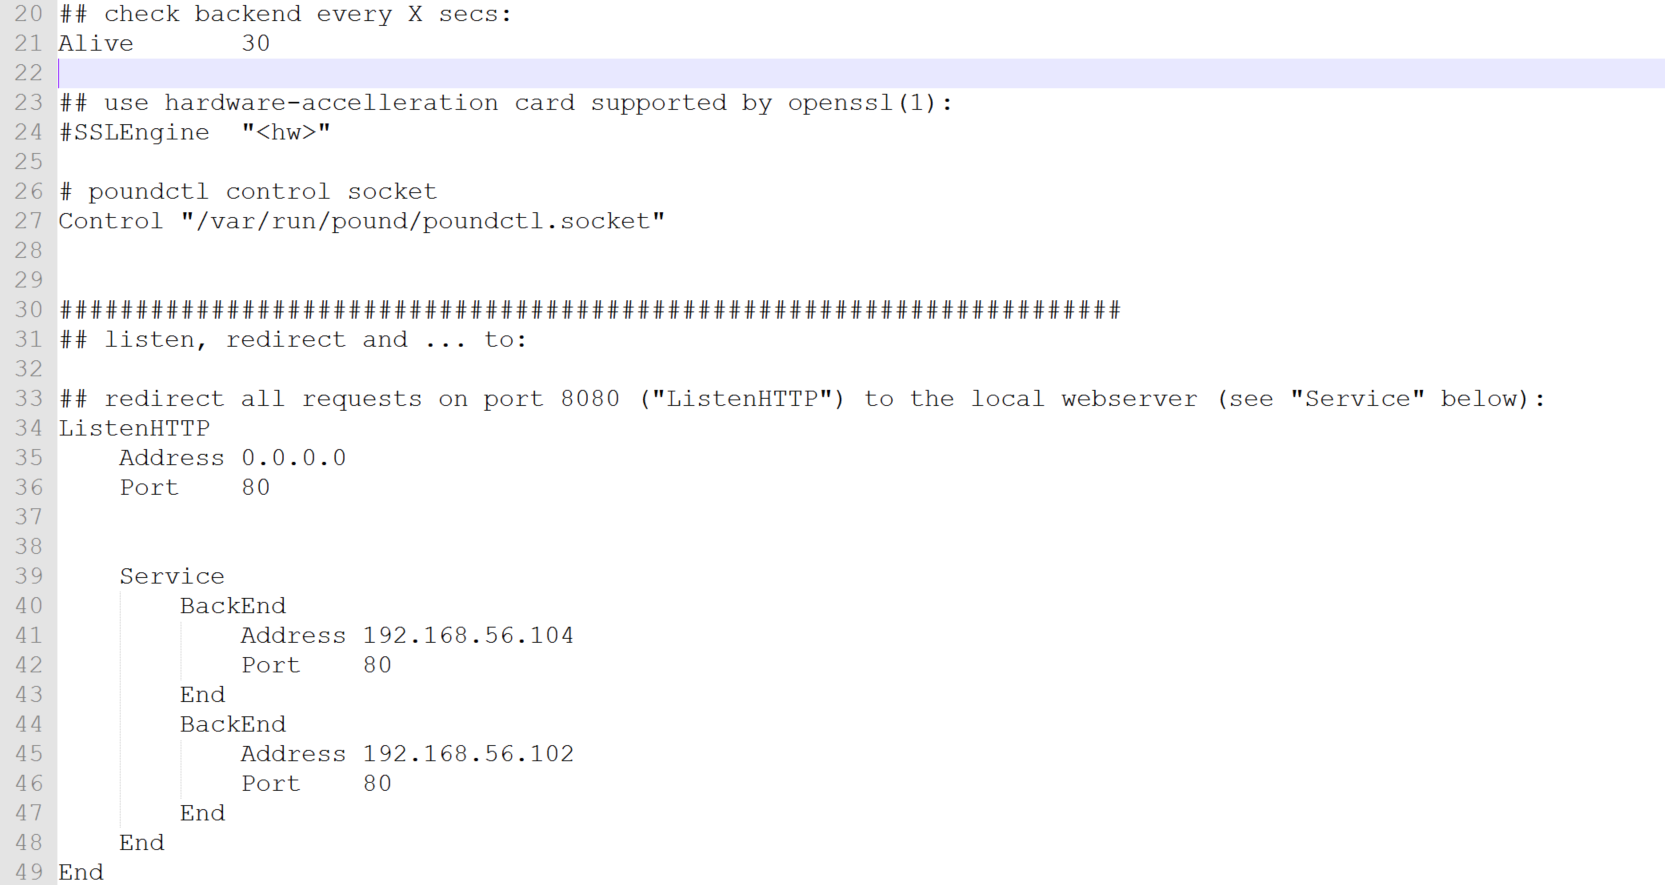 20 ## check backend every X secs:
21 Alive       30
22
23 ## use hardware-accelleration card supported by openssl(1):
24 #SSLEngine  "<hw>"
25
26 # poundctl control socket
27 Control "/var/run/pound/poundctl.socket"
28
29
30 ######################################################################
31 ## listen, redirect and ... to:
32
33 ## redirect all requests on port 8080 ("ListenHTTP") to the local webserver (see "Service" below):
34 ListenHTTP
35     Address 0.0.0.0
36     Port    80
37
38
39     Service
40         BackEnd
41             Address 192.168.56.104
42             Port    80
43         End
44         BackEnd
45             Address 192.168.56.102
46             Port    80
47         End
48     End
49 End